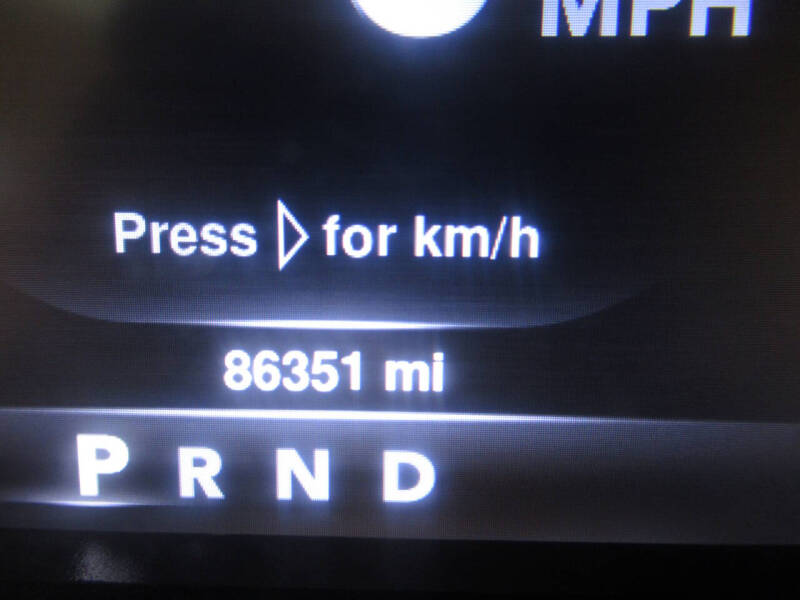 MPH
Press ▷ for km/h
86351 mi
P R N D